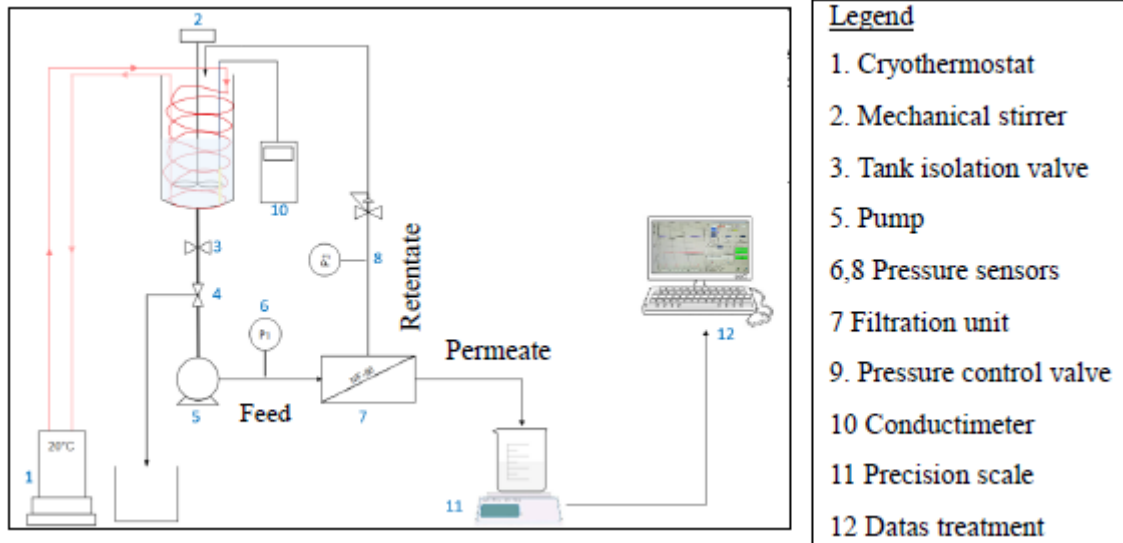 2
10
3
4
6
P1
P2
8
Retentate
Permeate
12
5
Feed
NF-90
7
20°C
1
11
Legend
1. Cryothermostat
2. Mechanical stirrer
3. Tank isolation valve
5. Pump
6,8 Pressure sensors
7 Filtration unit
9. Pressure control valve
10 Conductimeter
11 Precision scale
12 Datas treatment